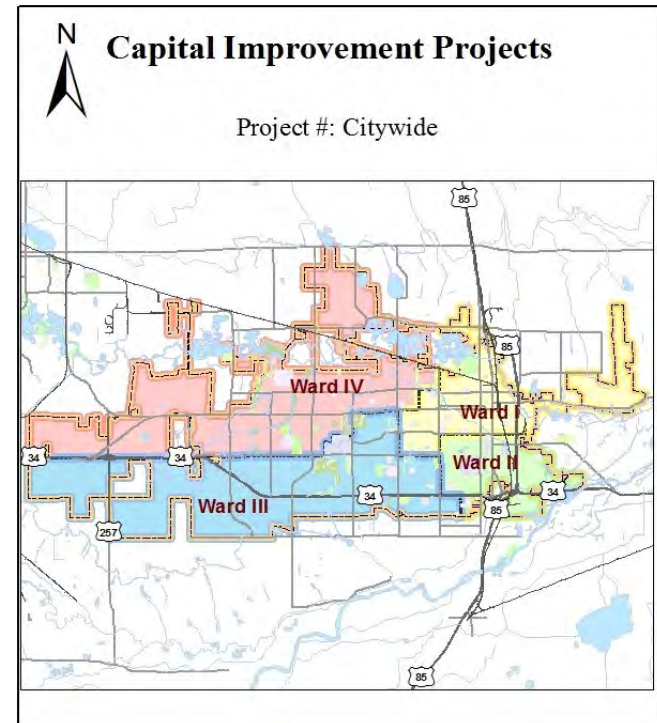 N
Capital Improvement Projects
Project #: Citywide
85
85
Ward IV
Ward I
34
34
Ward II
34
34
Ward III
85
257
85